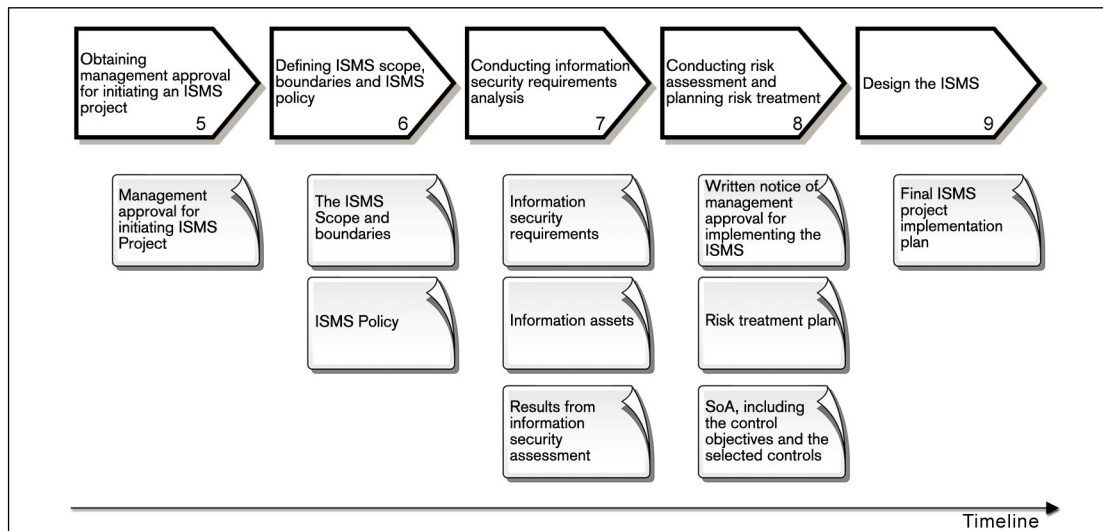 Obtaining
management approval
for initiating an ISMS
project
5
Defining ISMS scope,
boundaries and ISMS
policy
6
Conducting information
security requirements
analysis
7
Conducting risk
assessment and
planning risk treatment
8
Design the ISMS
9
Management
approval for
initiating ISMS
Project
The ISMS
Scope and
boundaries
Information
security
requirements
Written notice of
management
approval for
implementing the
ISMS
Final ISMS
project
implementation
plan
ISMS Policy
Information assets
Risk treatment plan
Results from
information
security
assessment
SoA, including
the control
objectives and the
selected controls
Timeline